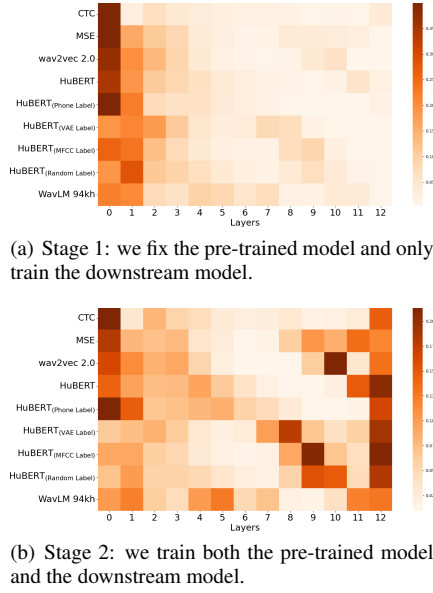 CTC
MSE
wav2vec 2.0
HuBERT
HuBERT(Phone Label)
HuBERT(VAE Label)
HuBERT(MFCC Label)
HuBERT(Random Label)
WavLM 94kh
0 1 2 3 4 5 6 7 8 9 10 11 12
Layers
(a) Stage 1: we fix the pre-trained model and only
train the downstream model.
CTC
MSE
wav2vec 2.0
HuBERT
HuBERT(Phone Label)
HuBERT(VAE Label)
HuBERT(MFCC Label)
HuBERT(Random Label)
WavLM 94kh
0 1 2 3 4 5 6 7 8 9 10 11 12
Layers
(b) Stage 2: we train both the pre-trained model
and the downstream model.